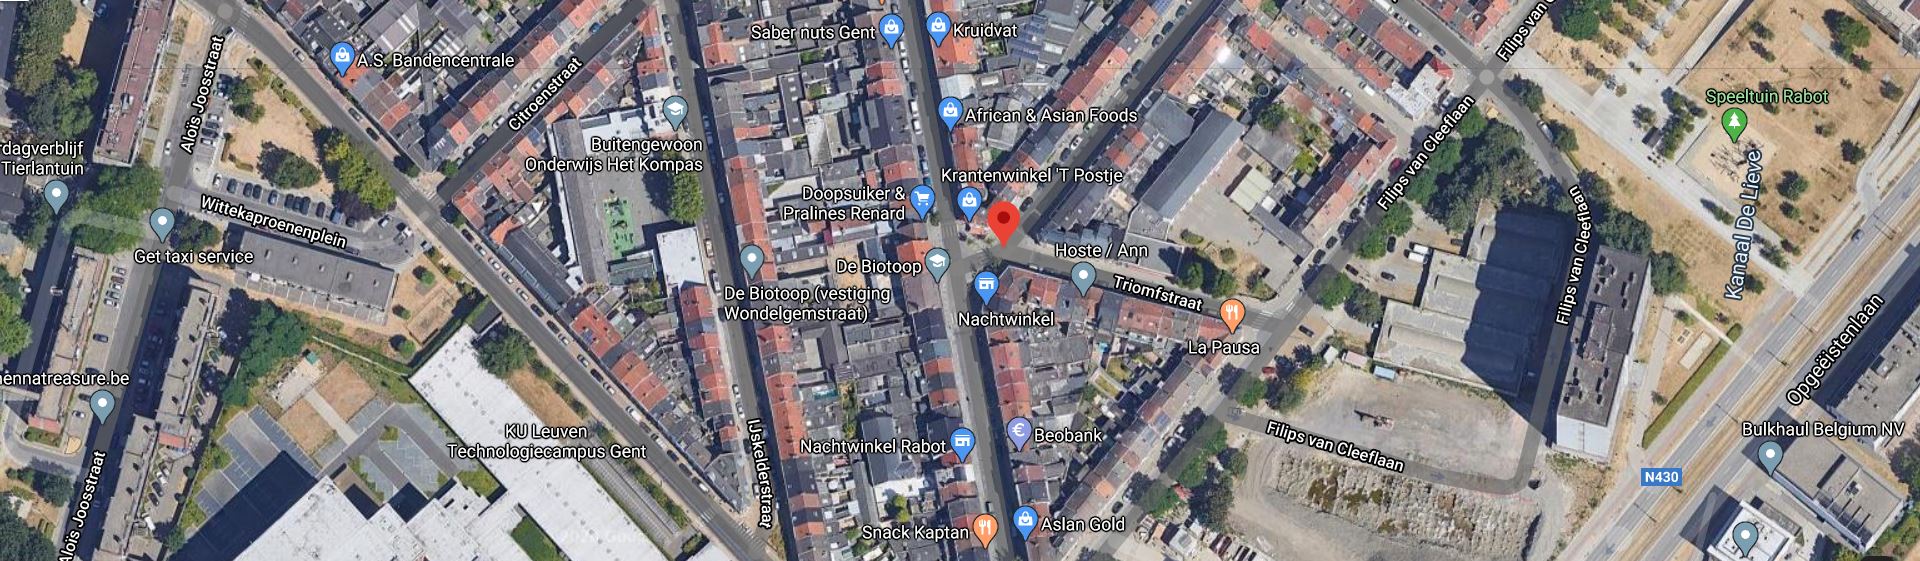 Saber nuts Gent
Kruidvat
A.S. Bandencentrale
Aloïs Joosstraat
Citroenstraat
Filips van C
Speeltuin Rabot
African & Asian Foods
Buitengewoon
Onderwijs Het Kompas
rdagverblijf
Tierlantuin
Krantenwinkel 'T Postje
Filips van Cleeflaan
Doopsuiker &
Pralines Renard
Wittekaproenenplein
Kanaal De Lieve
Filips van Cleeflaan
Get taxi service
De Biotoop
Hoste / Ann
De Biotoop (vestiging
Wondelgemstraat)
Triomfstraat
Nachtwinkel
La Pausa
Opgeëistenlaan
hennatreasure.be
KU Leuven
Technologiecampus Gent
IJskelderstraat
Nachtwinkel Rabot
Beobank
€
Filips van Cleeflaan
Bulkhaul Belgium NV
N430
Aloïs Joosstraat
Snack Kaptan
Aslan Gold